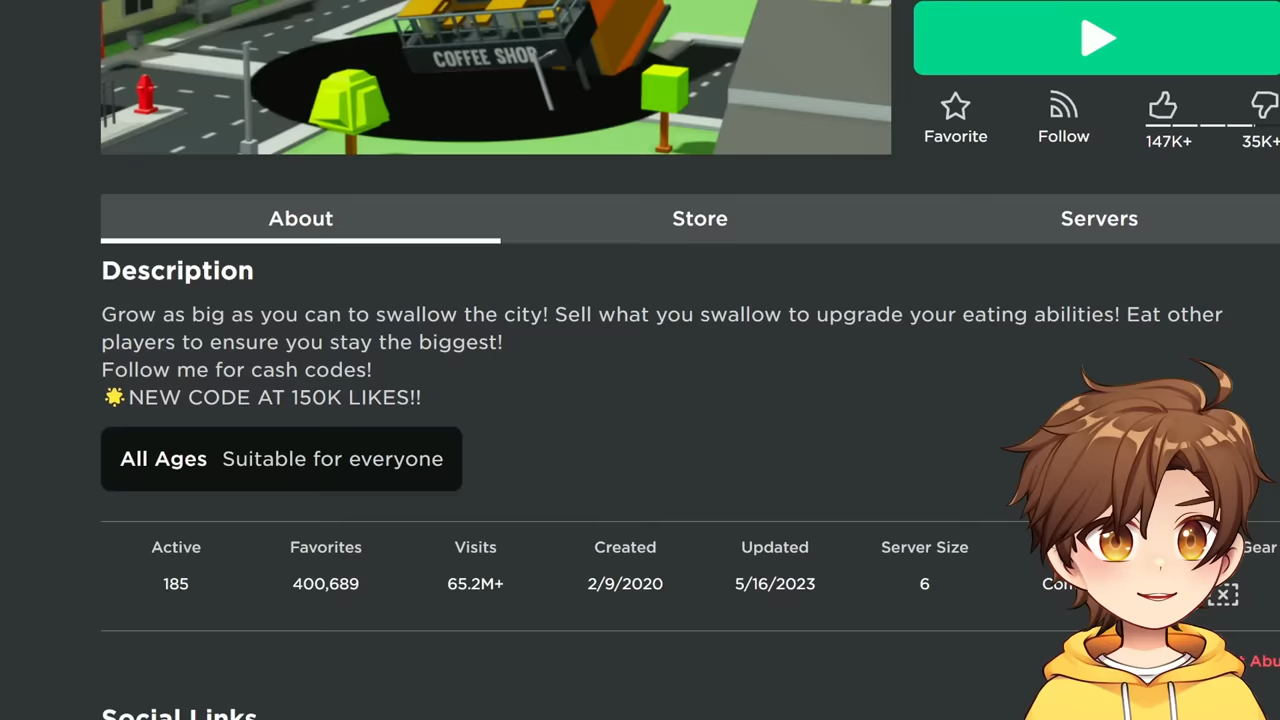 COFFEE SHOP
Favorite
Follow
147K+
35K+
About
Store
Servers
Description
Grow as big as you can to swallow the city! Sell what you swallow to upgrade your eating abilities! Eat other
players to ensure you stay the biggest!
Follow me for cash codes!
🌟NEW CODE AT 150K LIKES!!
All Ages Suitable for everyone
Active Favorites Visits Created Updated Server Size Gear
185 400,689 65.2M+ 2/9/2020 5/16/2023 6
Social Links